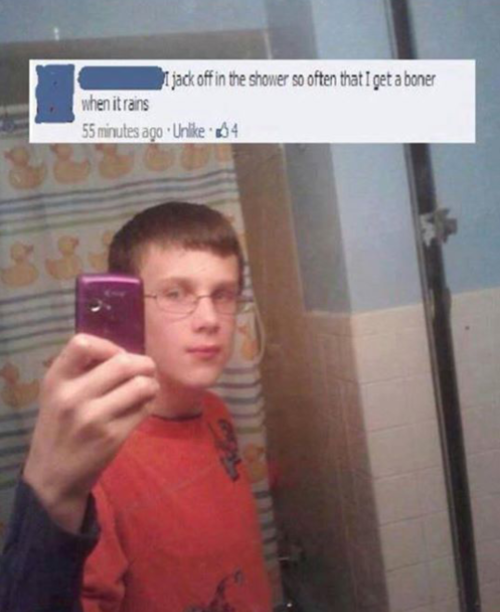 I jack off in the shower so often that I get a boner
when it rains
55 minutes ago · Unlike · 4